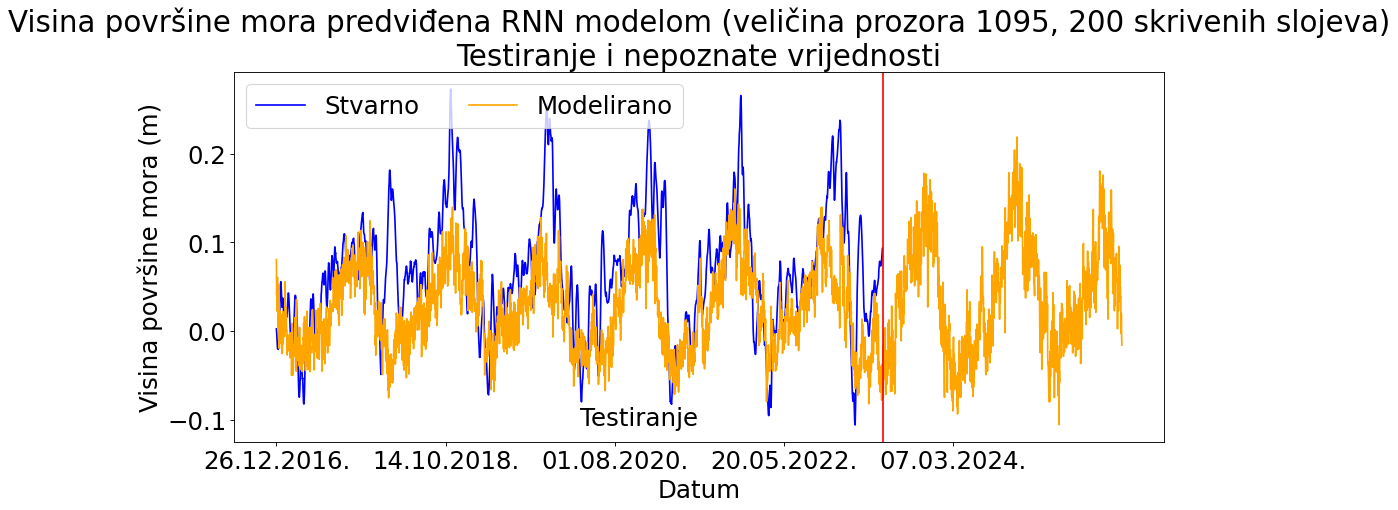 Visina površine mora predviđena RNN modelom (veličina prozora 1095, 200 skrivenih slojeva)
Testiranje i nepoznate vrijednosti
Stvarno
Modelirano
Visina površine mora (m)
0.2
0.1
0.0
−0.1
Testiranje
26.12.2016.
14.10.2018.
01.08.2020.
20.05.2022.
07.03.2024.
Datum